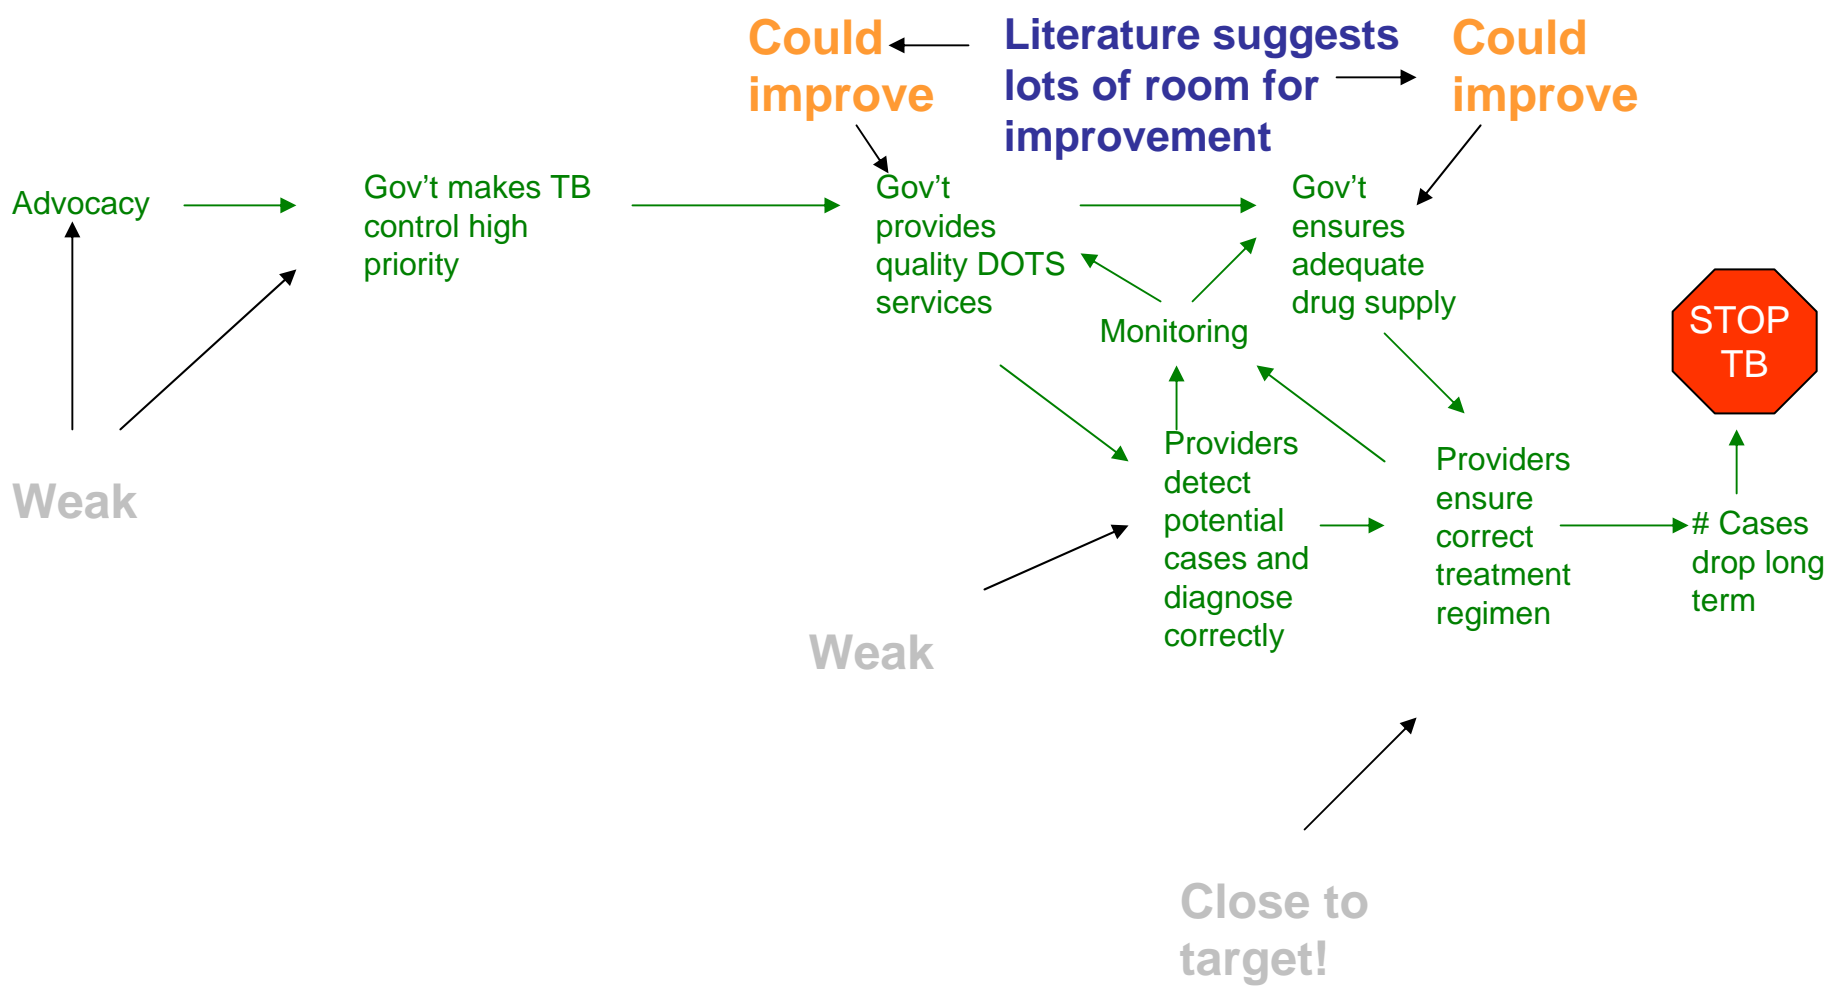 Could
improve
Literature suggests
lots of room for
improvement
Could
improve
Advocacy
Gov’t makes TB
control high
priority
Gov’t
provides
quality DOTS
services
Gov’t
ensures
adequate
drug supply
Monitoring
STOP
TB
Weak
Providers
detect
potential
cases and
diagnose
correctly
Providers
ensure
correct
treatment
regimen
# Cases
drop long
term
Weak
Close to
target!